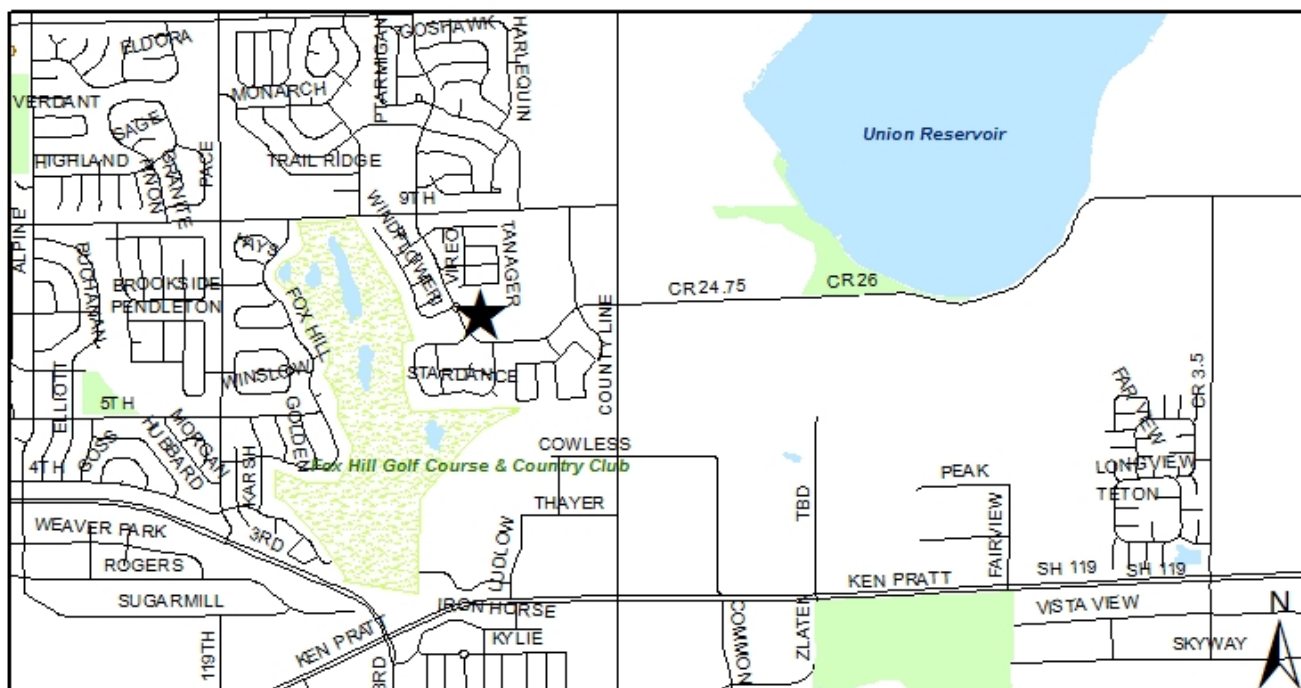 ELDORA
PTARMIGAN
GOSHAWK
HARLEQUIN
VERDANT
MONARCH
SAGE
Union Reservoir
HIGHLAND
PINON
GRANITE
PACE
TRAIL RIDGE
9TH
WINDFLOWER
VIREO
TANAGER
ALPINE
BUCHANAN
JAYS
BROOKSIDE
PENDLETON
FOX HILL
CR 24.75
CR 26
COUNTY LINE
WINSLOW
STARDANCE
ELLIOTT
5TH
GOLDEN
FAIRVIEW
CR 3.5
4TH
GOSS
HUBBARD
MORGAN
KARSH
Fox Hill Golf Course & Country Club
COWLESS
PEAK
LONGVIEW
THAYER
TBD
TETON
WEAVER PARK
3RD
LUDLOW
FAIRVIEW
ROGERS
KEN PRATT
SH 119
SH 119
SUGARMILL
IRON HORSE
VISTA VIEW
N
119TH
KEN PRATT
3RD
KYLIE
COMMON
ZLATEN
SKYWAY